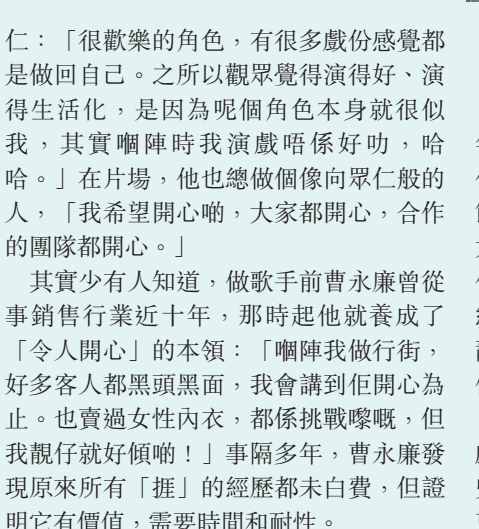 仁：「很歡樂的角色，有很多戲份感覺都
是做回自己。之所以觀眾覺得演得好、演
得生活化，是因為呢個角色本身就很似
我，其實嗰陣時我演戲唔係好叻，哈
哈。」在片場，他也總做個像向眾仁般的
人，「我希望開心啲，大家都開心，合作
的團隊都開心。」
其實少有人知道，做歌手前曹永廉曾從
事銷售行業近十年，那時起他就養成了
「令人開心」的本領：「嗰陣我做行街，
好多客人都黑頭黑面，我會講到佢開心為
止。也賣過女性內衣，都係挑戰嚟嘅，但
我靚仔就好傾啲！」事隔多年，曹永廉發
現原來所有「捱」的經歷都未白費，但證
明它有價值，需要時間和耐性。